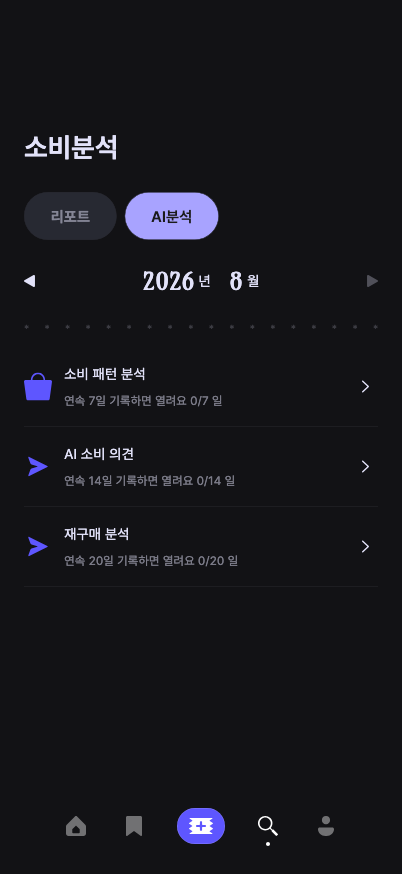 소비분석
리포트 AI분석
2026 년 8 월
소비 패턴 분석
연속 7일 기록하면 열려요 0/7 일
AI 소비 의견
연속 14일 기록하면 열려요 0/14 일
재구매 분석
연속 20일 기록하면 열려요 0/20 일